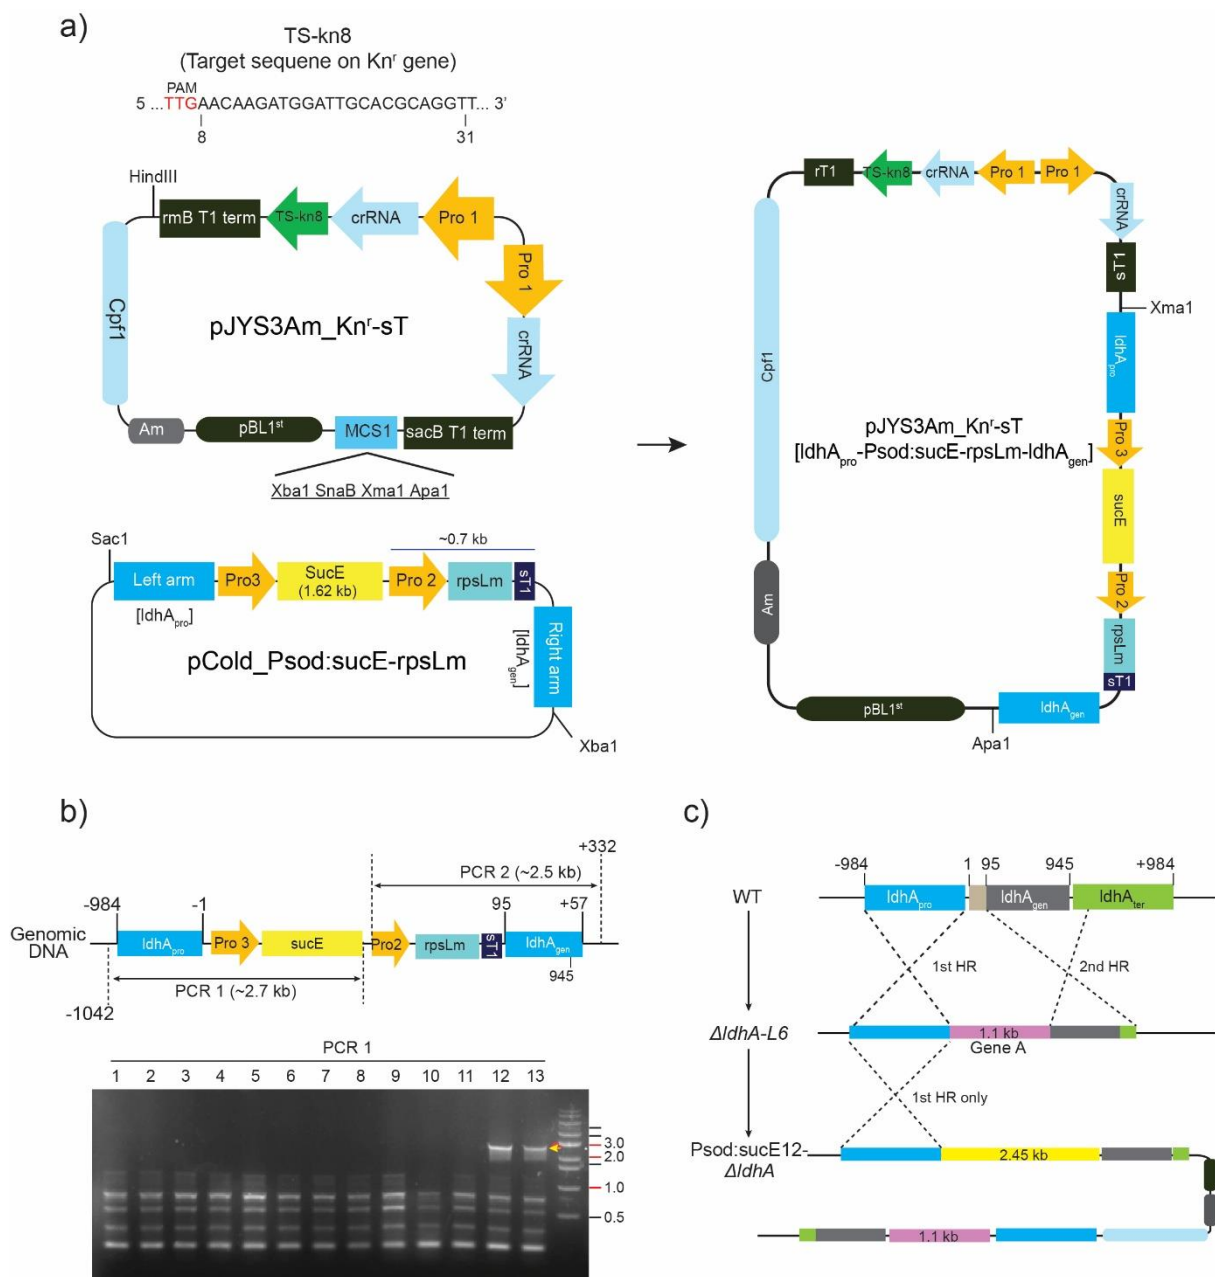 a)
TS-kn8
(Target sequene on Knʳ gene)
PAM
5 ...TTGAACAAGATGGATTGCACGCAGGTT... 3'
8
31
HindIII
rmB T1 term
TS-kn8
crRNA
Pro 1
Pro 1
crRNA
Cpf1
pJYS3Am_Knʳ-sT
Am
pBL1ˢᵗ
MCS1
sacB T1 term
Xba1 SnaB Xma1 Apa1
Sac1
~0.7 kb
Left arm
Pro3
SucE
(1.62 kb)
Pro 2
rpsLm
sT1
[ldhApro]
Right arm
[ldhAgen]
pCold_Psod:sucE-rpsLm
Xba1
rT1
TS-kn8
crRNA
Pro 1
Pro 1
crRNA
sT1
Xma1
ldhApro
Cpf1
pJYS3Am_Knʳ-sT
[ldhApro-Psod:sucE-rpsLm-ldhAgen]
Pro 3
sucE
Pro 2
Am
rpsLm
sT1
pBL1ˢᵗ
ldhAgen
Apa1
b)
+332
PCR 2 (~2.5 kb)
-984
-1
95
+57
Genomic
DNA
ldhApro
Pro 3
sucE
Pro2
rpsLm
sT1
ldhAgen
945
PCR 1 (~2.7 kb)
-1042
PCR 1
1 2 3 4 5 6 7 8 9 10 11 12 13
3.0
2.0
1.0
0.5
c)
-984
1
95
945
+984
WT
ldhApro
ldhAgen
ldhAter
1st HR
2nd HR
ΔldhA-L6
1.1 kb
Gene A
1st HR only
Psod:sucE12-
ΔldhA
2.45 kb
1.1 kb